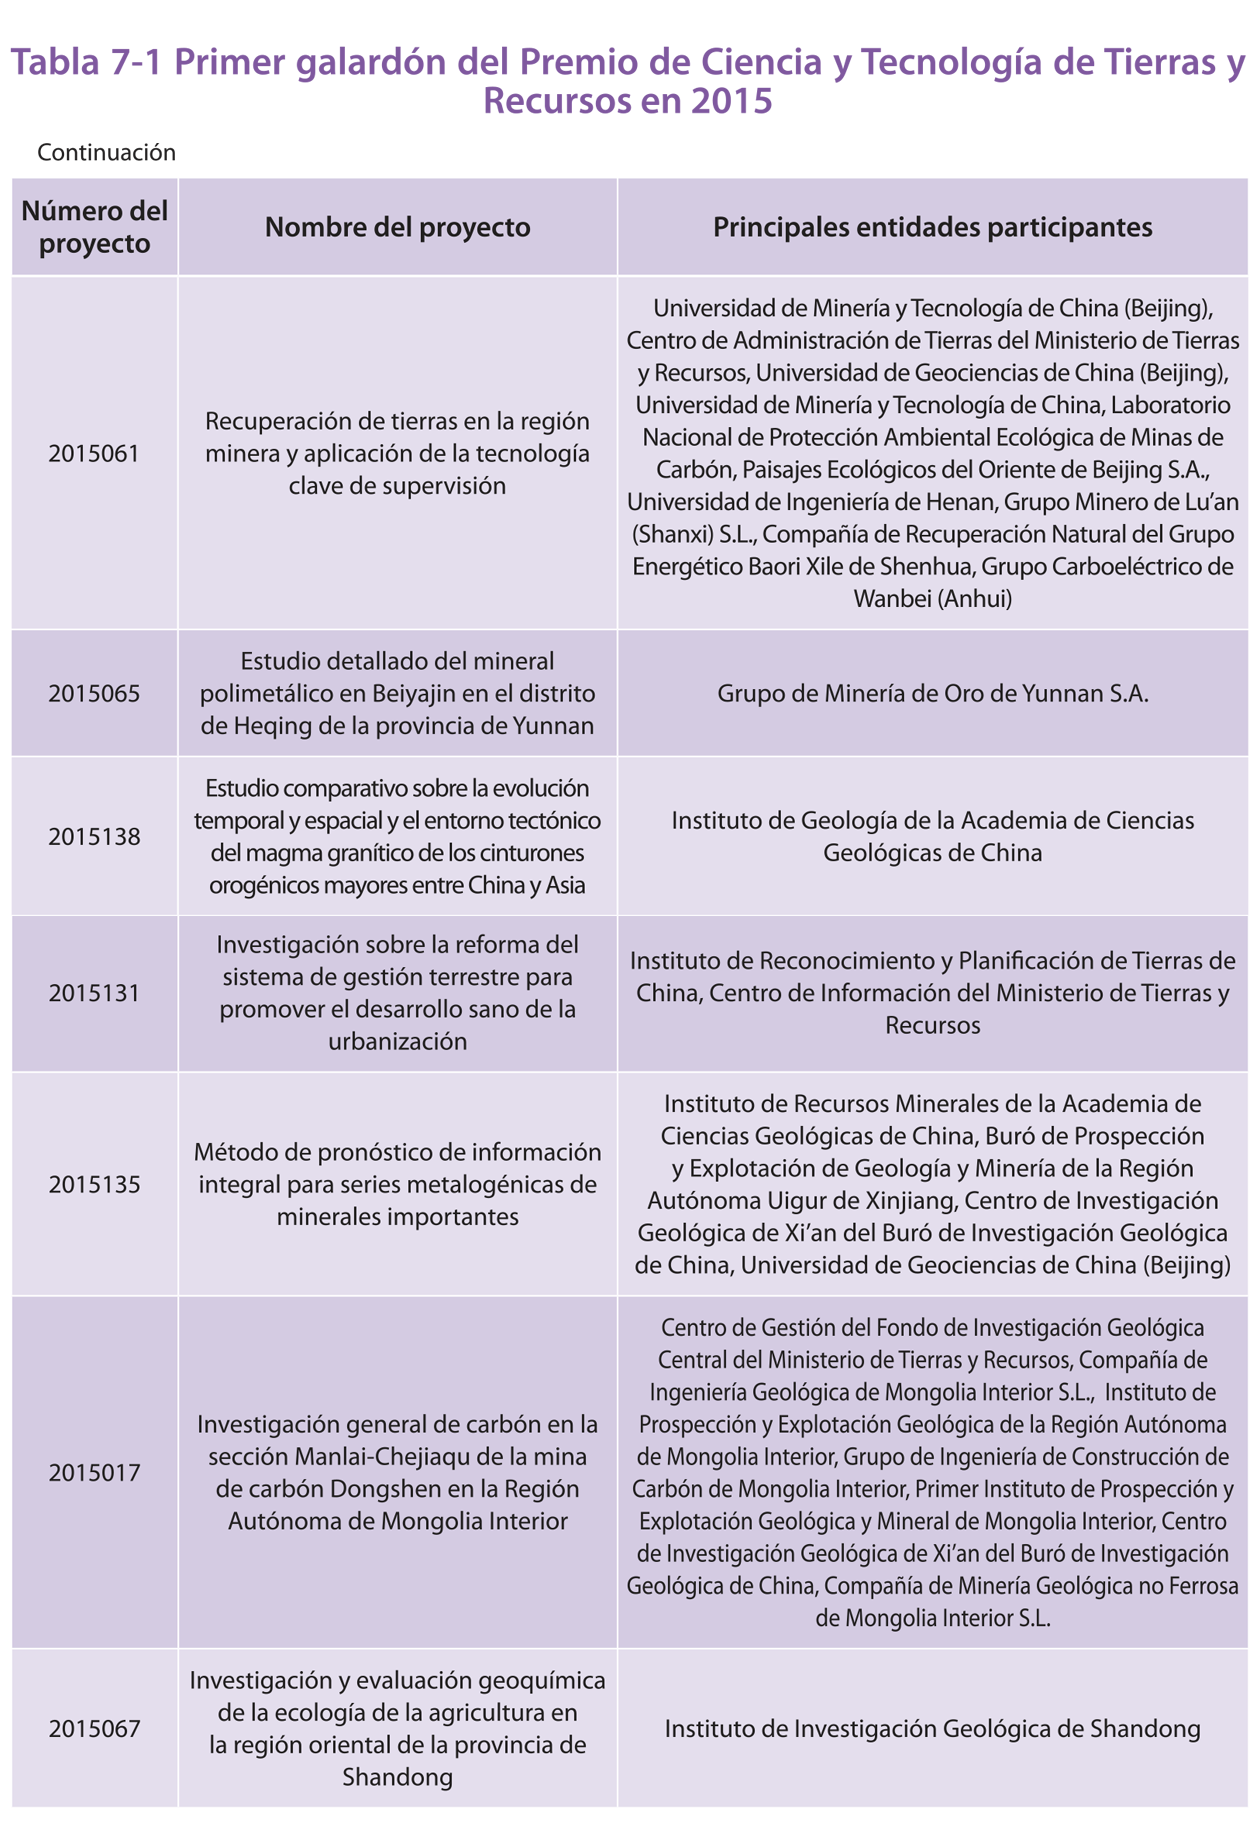 Tabla 7-1 Primer galardón del Premio de Ciencia y Tecnología de Tierras y
Recursos en 2015
Continuación
Número del
proyecto
Nombre del proyecto
Principales entidades participantes
2015061
Recuperación de tierras en la región
minera y aplicación de la tecnología
clave de supervisión
Universidad de Minería y Tecnología de China (Beijing),
Centro de Administración de Tierras del Ministerio de Tierras
y Recursos, Universidad de Geociencias de China (Beijing),
Universidad de Minería y Tecnología de China, Laboratorio
Nacional de Protección Ambiental Ecológica de Minas de
Carbón, Paisajes Ecológicos del Oriente de Beijing S.A.,
Universidad de Ingeniería de Henan, Grupo Minero de Lu’an
(Shanxi) S.L., Compañía de Recuperación Natural del Grupo
Energético Baori Xile de Shenhua, Grupo Carboeléctrico de
Wanbei (Anhui)
2015065
Estudio detallado del mineral
polimetálico en Beiyajin en el distrito
de Heqing de la provincia de Yunnan
Grupo de Minería de Oro de Yunnan S.A.
2015138
Estudio comparativo sobre la evolución
temporal y espacial y el entorno tectónico
del magma granítico de los cinturones
orogénicos mayores entre China y Asia
Instituto de Geología de la Academia de Ciencias
Geológicas de China
2015131
Investigación sobre la reforma del
sistema de gestión terrestre para
promover el desarrollo sano de la
urbanización
Instituto de Reconocimiento y Planificación de Tierras de
China, Centro de Información del Ministerio de Tierras y
Recursos
2015135
Método de pronóstico de información
integral para series metalogénicas de
minerales importantes
Instituto de Recursos Minerales de la Academia de
Ciencias Geológicas de China, Buró de Prospección
y Explotación de Geología y Minería de la Región
Autónoma Uigur de Xinjiang, Centro de Investigación
Geológica de Xi’an del Buró de Investigación Geológica
de China, Universidad de Geociencias de China (Beijing)
2015017
Investigación general de carbón en la
sección Manlai-Chejiaqu de la mina
de carbón Dongshen en la Región
Autónoma de Mongolia Interior
Centro de Gestión del Fondo de Investigación Geológica
Central del Ministerio de Tierras y Recursos, Compañía de
Ingeniería Geológica de Mongolia Interior S.L., Instituto de
Prospección y Explotación Geológica de la Región Autónoma
de Mongolia Interior, Grupo de Ingeniería de Construcción de
Carbón de Mongolia Interior, Primer Instituto de Prospección y
Explotación Geológica y Mineral de Mongolia Interior, Centro
de Investigación Geológica de Xi’an del Buró de Investigación
Geológica de China, Compañía de Minería Geológica no Ferrosa
de Mongolia Interior S.L.
2015067
Investigación y evaluación geoquímica
de la ecología de la agricultura en
la región oriental de la provincia de
Shandong
Instituto de Investigación Geológica de Shandong